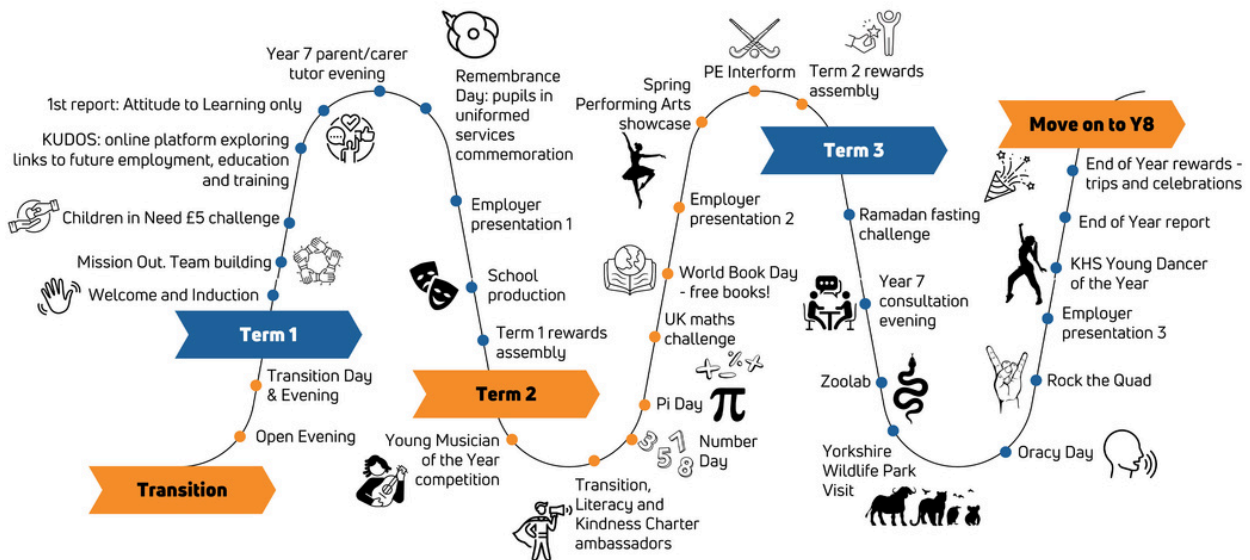 Transition
Open Evening
Transition Day
& Evening
Term 1
Welcome and Induction
Mission Out. Team building
Children in Need £5 challenge
KUDOS: online platform exploring
links to future employment, education
and training
1st report: Attitude to Learning only
Year 7 parent/carer
tutor evening
Remembrance
Day: pupils in
uniformed
services
commemoration
Employer
presentation 1
School
production
Term 1 rewards
assembly
Term 2
Young Musician
of the Year
competition
Transition,
Literacy and
Kindness Charter
ambassadors
Number
Day
3 5 7 8
Pi Day
π
UK maths
challenge
World Book Day
- free books!
Employer
presentation 2
Spring
Performing Arts
showcase
PE Interform
Term 2 rewards
assembly
Term 3
Ramadan fasting
challenge
Year 7
consultation
evening
Zoolab
Yorkshire
Wildlife Park
Visit
Oracy Day
Rock the Quad
Employer
presentation 3
KHS Young Dancer
of the Year
End of Year report
End of Year rewards -
trips and celebrations
Move on to Y8